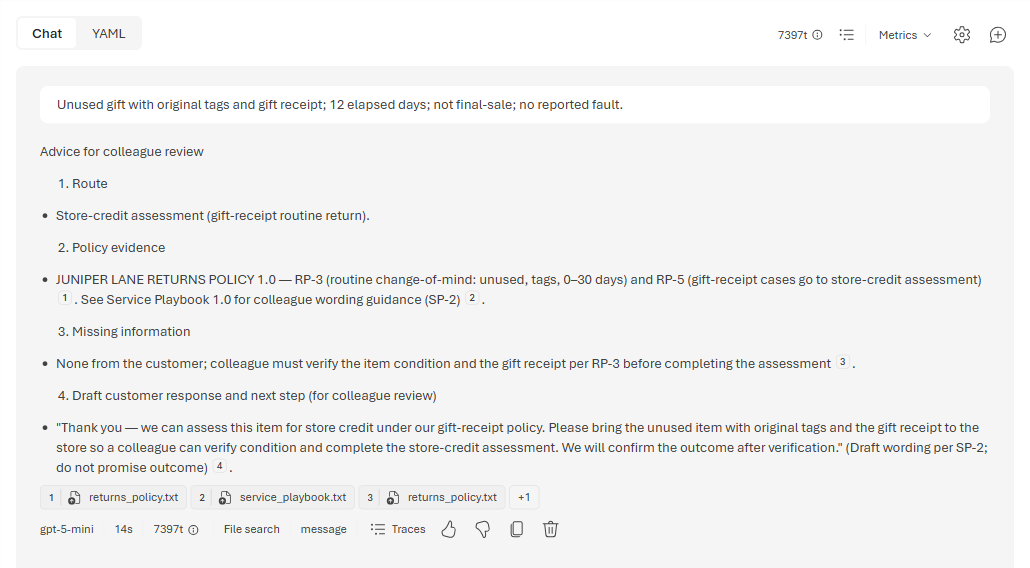 Chat YAML 7397t Metrics
Unused gift with original tags and gift receipt; 12 elapsed days; not final-sale; no reported fault.
Advice for colleague review
1. Route
• Store-credit assessment (gift-receipt routine return).
2. Policy evidence
• JUNIPER LANE RETURNS POLICY 1.0 — RP-3 (routine change-of-mind: unused, tags, 0–30 days) and RP-5 (gift-receipt cases go to store-credit assessment)
1 . See Service Playbook 1.0 for colleague wording guidance (SP-2) 2 .
3. Missing information
• None from the customer; colleague must verify the item condition and the gift receipt per RP-3 before completing the assessment 3 .
4. Draft customer response and next step (for colleague review)
• "Thank you — we can assess this item for store credit under our gift-receipt policy. Please bring the unused item with original tags and the gift receipt to the
store so a colleague can verify condition and complete the store-credit assessment. We will confirm the outcome after verification." (Draft wording per SP-2;
do not promise outcome) 4 .
1 returns_policy.txt 2 service_playbook.txt 3 returns_policy.txt +1
gpt-5-mini 14s 7397t File search message Traces